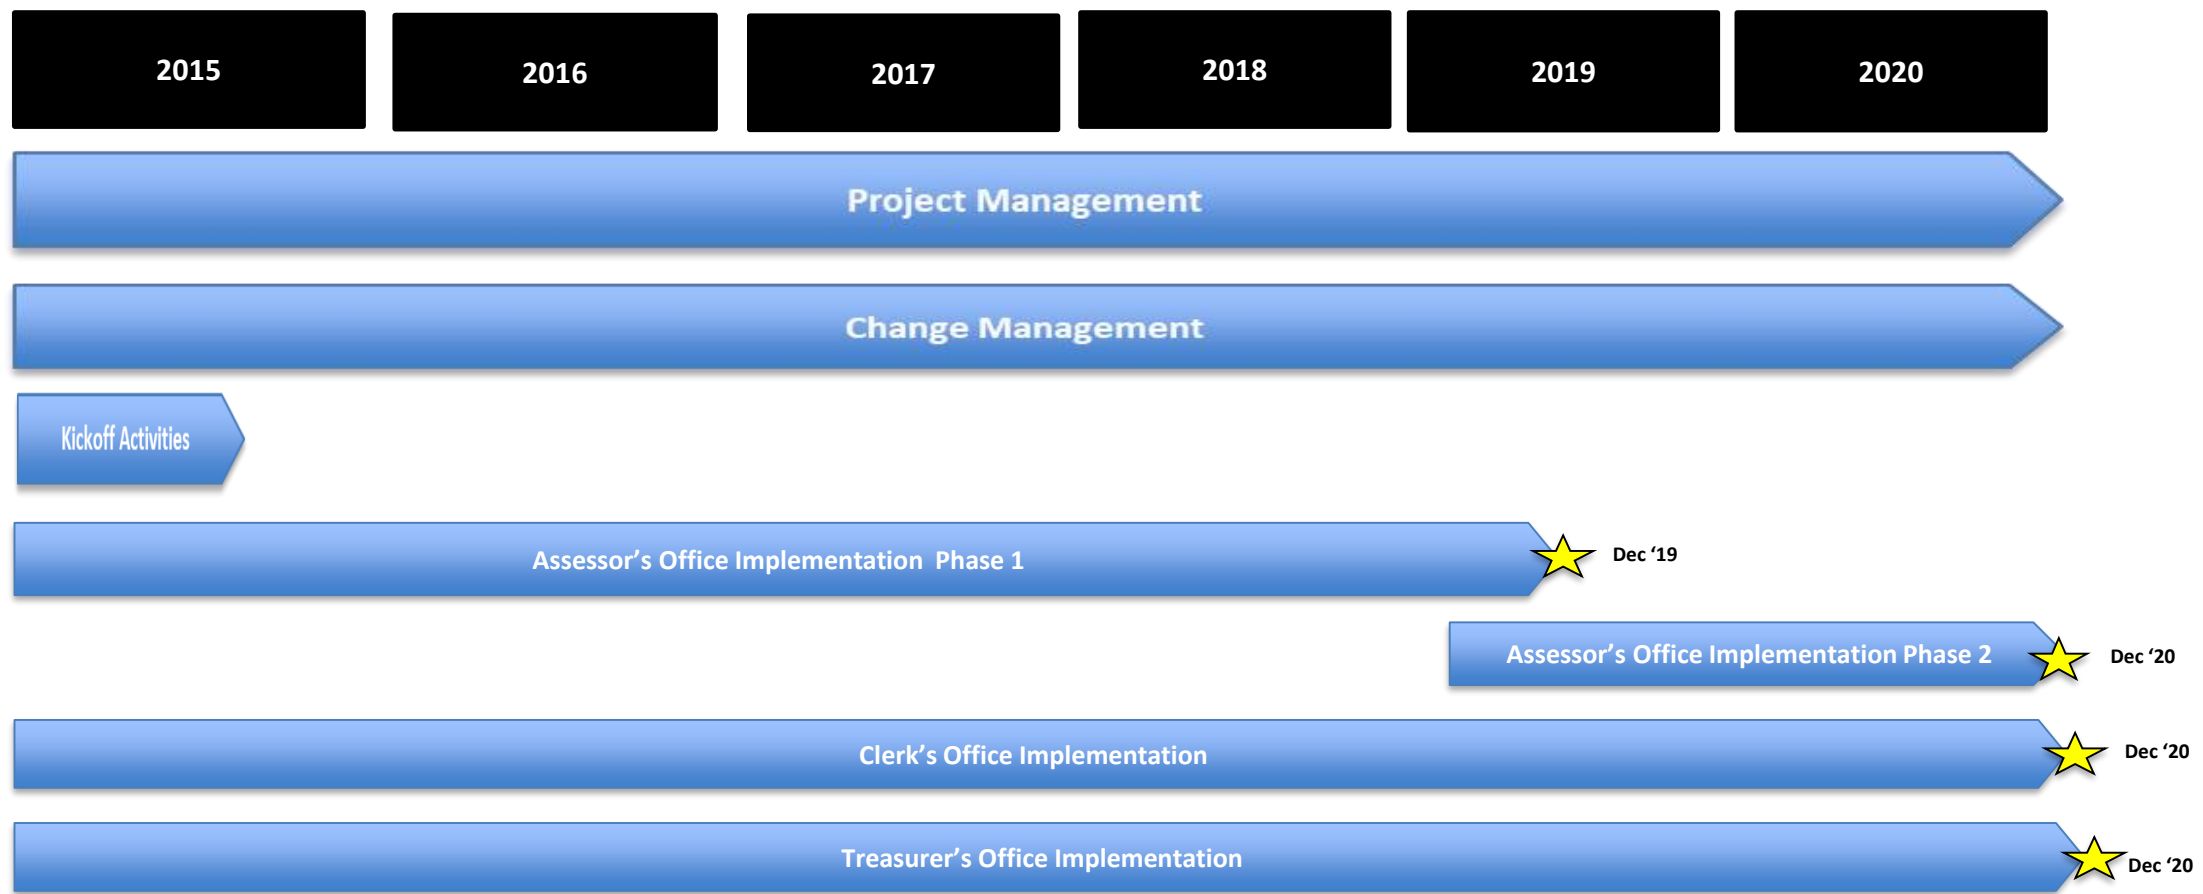 2015
2016
2017
2018
2019
2020
Project Management
Change Management
Kickoff Activities
Assessor’s Office Implementation  Phase 1
Dec ‘19
Assessor’s Office Implementation Phase 2
Dec ‘20
Clerk’s Office Implementation
Dec ‘20
Treasurer’s Office Implementation
Dec ‘20